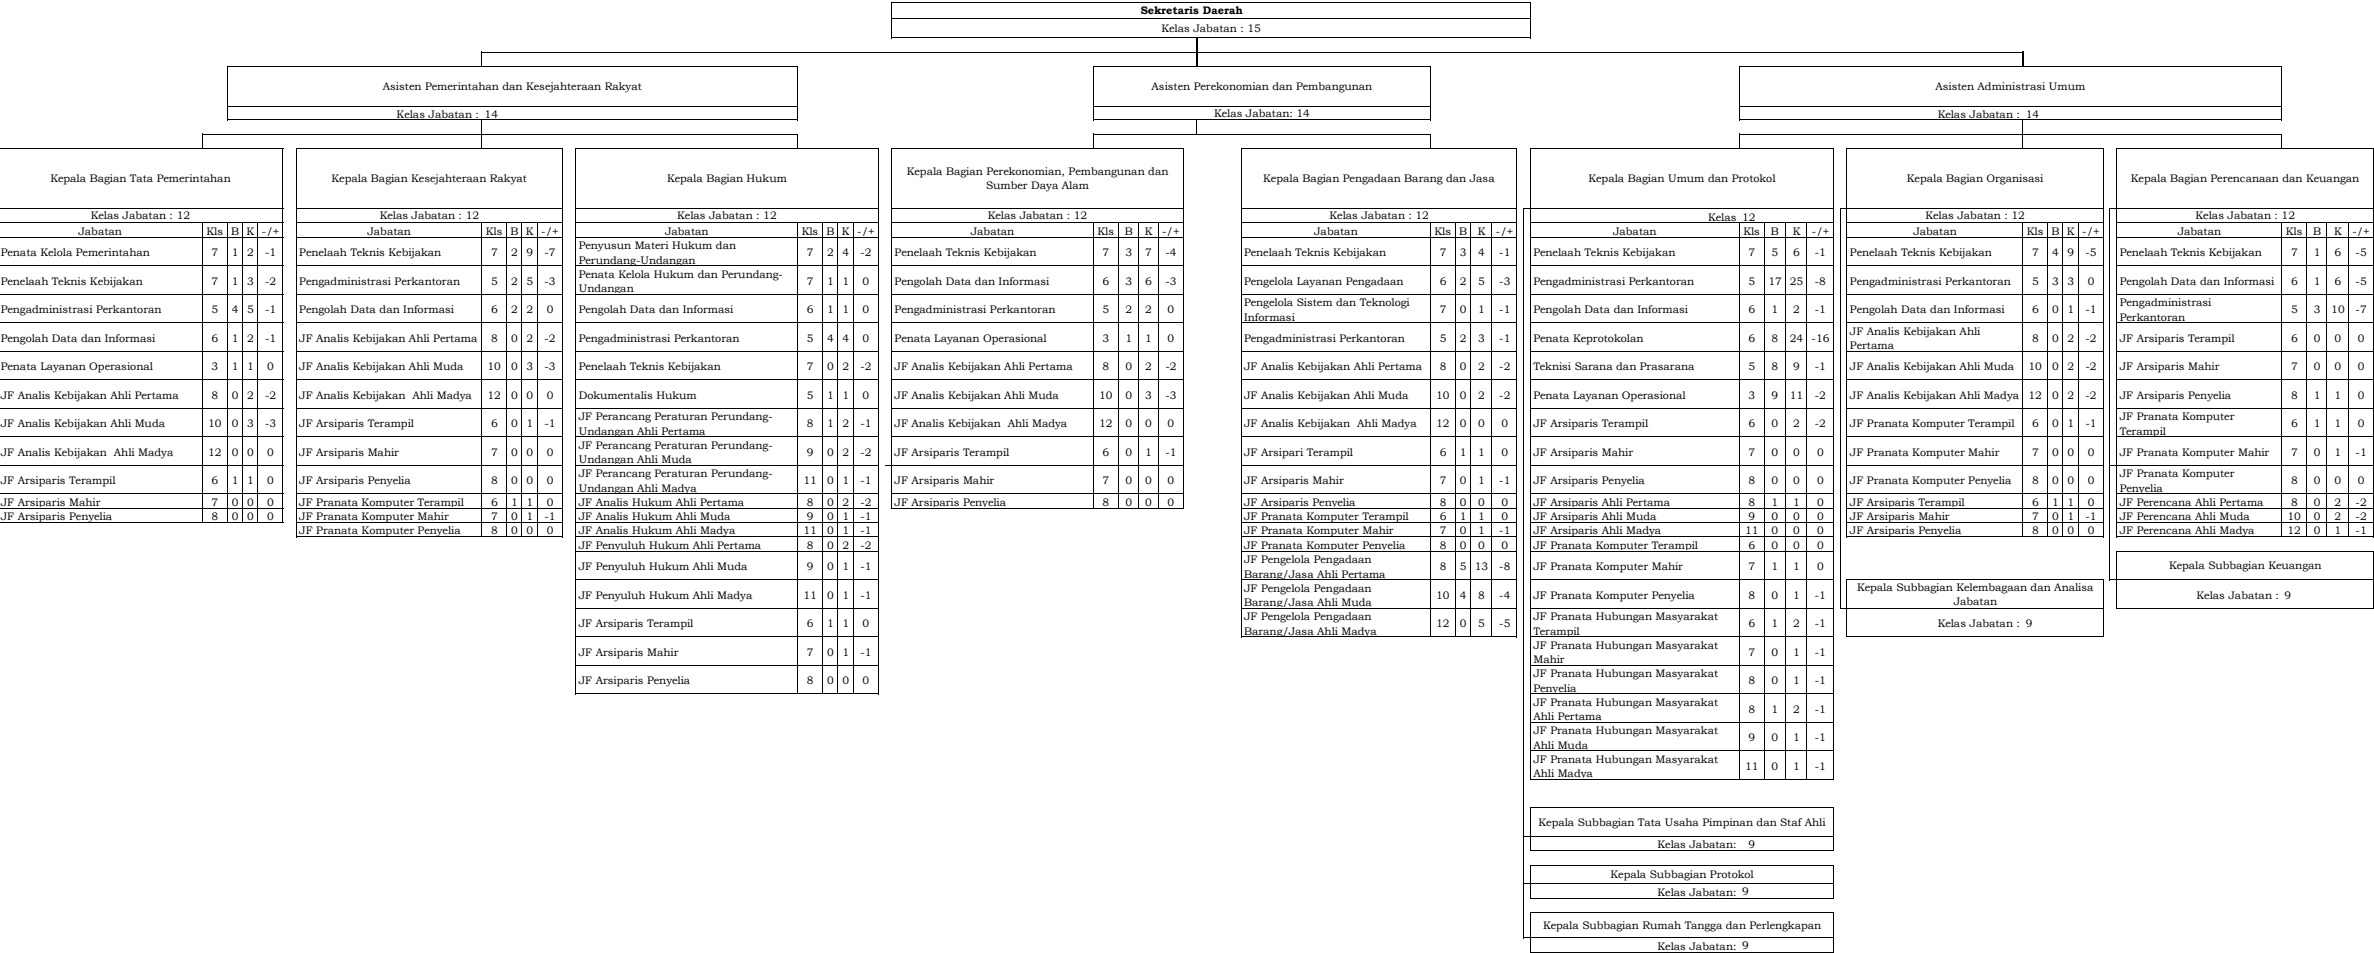 Sekretaris Daerah
Kelas Jabatan : 15
Asisten Pemerintahan dan Kesejahteraan Rakyat
Kelas Jabatan : 14
Asisten Perekonomian dan Pembangunan
Kelas Jabatan: 14
Asisten Administrasi Umum
Kelas Jabatan : 14
Kepala Bagian Tata Pemerintahan
Kelas Jabatan : 12
Jabatan Kls B K -/+
Penata Kelola Pemerintahan 7 1 2 -1
Penelaah Teknis Kebijakan 7 1 3 -2
Pengadministrasi Perkantoran 5 4 5 -1
Pengolah Data dan Informasi 6 1 2 -1
Penata Layanan Operasional 3 1 1 0
JF Analis Kebijakan Ahli Pertama 8 0 2 -2
JF Analis Kebijakan Ahli Muda 10 0 3 -3
JF Analis Kebijakan Ahli Madya 12 0 0 0
JF Arsiparis Terampil 6 1 1 0
JF Arsiparis Mahir 7 0 0 0
JF Arsiparis Penyelia 8 0 0 0
Kepala Bagian Kesejahteraan Rakyat
Kelas Jabatan : 12
Jabatan Kls B K -/+
Penelaah Teknis Kebijakan 7 2 9 -7
Pengadministrasi Perkantoran 5 2 5 -3
Pengolah Data dan Informasi 6 2 2 0
JF Analis Kebijakan Ahli Pertama 8 0 2 -2
JF Analis Kebijakan Ahli Muda 10 0 3 -3
JF Analis Kebijakan Ahli Madya 12 0 0 0
JF Arsiparis Terampil 6 0 1 -1
JF Arsiparis Mahir 7 0 0 0
JF Arsiparis Penyelia 8 0 0 0
JF Pranata Komputer Terampil 6 1 1 0
JF Pranata Komputer Mahir 7 0 1 -1
JF Pranata Komputer Penyelia 8 0 0 0
Kepala Bagian Hukum
Kelas Jabatan : 12
Jabatan Kls B K -/+
Penyusun Materi Hukum dan
Perundang-Undangan 7 2 4 -2
Penata Kelola Hukum dan Perundang-
Undangan 7 1 1 0
Pengolah Data dan Informasi 6 1 1 0
Pengadministrasi Perkantoran 5 4 4 0
Penelaah Teknis Kebijakan 7 0 2 -2
Dokumentalis Hukum 5 1 1 0
JF Perancang Peraturan Perundang-
Undangan Ahli Pertama 8 1 2 -1
JF Perancang Peraturan Perundang-
Undangan Ahli Muda 9 0 2 -2
JF Perancang Peraturan Perundang-
Undangan Ahli Madya 11 0 1 -1
JF Analis Hukum Ahli Pertama 8 0 2 -2
JF Analis Hukum Ahli Muda 9 0 1 -1
JF Analis Hukum Ahli Madya 11 0 1 -1
JF Penyuluh Hukum Ahli Pertama 8 0 2 -2
JF Penyuluh Hukum Ahli Muda 9 0 1 -1
JF Penyuluh Hukum Ahli Madya 11 0 1 -1
JF Arsiparis Terampil 6 1 1 0
JF Arsiparis Mahir 7 0 1 -1
JF Arsiparis Penyelia 8 0 0 0
Kepala Bagian Perekonomian, Pembangunan dan
Sumber Daya Alam
Kelas Jabatan : 12
Jabatan Kls B K -/+
Penelaah Teknis Kebijakan 7 3 7 -4
Pengolah Data dan Informasi 6 3 6 -3
Pengadministrasi Perkantoran 5 2 2 0
Penata Layanan Operasional 3 1 1 0
JF Analis Kebijakan Ahli Pertama 8 0 2 -2
JF Analis Kebijakan Ahli Muda 10 0 3 -3
JF Analis Kebijakan Ahli Madya 12 0 0 0
JF Arsiparis Terampil 6 0 1 -1
JF Arsiparis Mahir 7 0 0 0
JF Arsiparis Penyelia 8 0 0 0
Kepala Bagian Pengadaan Barang dan Jasa
Kelas Jabatan : 12
Jabatan Kls B K -/+
Penelaah Teknis Kebijakan 7 3 4 -1
Pengelola Layanan Pengadaan 6 2 5 -3
Pengelola Sistem dan Teknologi
Informasi 7 0 1 -1
Pengadministrasi Perkantoran 5 2 3 -1
JF Analis Kebijakan Ahli Pertama 8 0 2 -2
JF Analis Kebijakan Ahli Muda 10 0 2 -2
JF Analis Kebijakan Ahli Madya 12 0 0 0
JF Arsipari Terampil 6 1 1 0
JF Arsiparis Mahir 7 0 1 -1
JF Arsiparis Penyelia 8 0 0 0
JF Pranata Komputer Terampil 6 1 1 0
JF Pranata Komputer Mahir 7 0 1 -1
JF Pranata Komputer Penyelia 8 0 0 0
JF Pengelola Pengadaan
Barang/Jasa Ahli Pertama 8 5 13 -8
JF Pengelola Pengadaan
Barang/Jasa Ahli Muda 10 4 8 -4
JF Pengelola Pengadaan
Barang/Jasa Ahli Madya 12 0 5 -5
Kepala Bagian Umum dan Protokol
Kelas 12
Jabatan Kls B K -/+
Penelaah Teknis Kebijakan 7 5 6 -1
Pengadministrasi Perkantoran 5 17 25 -8
Pengolah Data dan Informasi 6 1 2 -1
Penata Keprotokolan 6 8 24 -16
Teknisi Sarana dan Prasarana 5 8 9 -1
Penata Layanan Operasional 3 9 11 -2
JF Arsiparis Terampil 6 0 2 -2
JF Arsiparis Mahir 7 0 0 0
JF Arsiparis Penyelia 8 0 0 0
JF Arsiparis Ahli Pertama 8 1 1 0
JF Arsiparis Ahli Muda 9 0 0 0
JF Arsiparis Ahli Madya 11 0 0 0
JF Pranata Komputer Terampil 6 0 0 0
JF Pranata Komputer Mahir 7 1 1 0
JF Pranata Komputer Penyelia 8 0 1 -1
JF Pranata Hubungan Masyarakat
Terampil 6 1 2 -1
JF Pranata Hubungan Masyarakat
Mahir 7 0 1 -1
JF Pranata Hubungan Masyarakat
Penyelia 8 0 1 -1
JF Pranata Hubungan Masyarakat
Ahli Pertama 8 1 2 -1
JF Pranata Hubungan Masyarakat
Ahli Muda 9 0 1 -1
JF Pranata Hubungan Masyarakat
Ahli Madya 11 0 1 -1
Kepala Subbagian Tata Usaha Pimpinan dan Staf Ahli
Kelas Jabatan: 9
Kepala Subbagian Protokol
Kelas Jabatan: 9
Kepala Subbagian Rumah Tangga dan Perlengkapan
Kelas Jabatan: 9
Kepala Bagian Organisasi
Kelas Jabatan : 12
Jabatan Kls B K -/+
Penelaah Teknis Kebijakan 7 4 9 -5
Pengadministrasi Perkantoran 5 3 3 0
Pengolah Data dan Informasi 6 0 1 -1
JF Analis Kebijakan Ahli
Pertama 8 0 2 -2
JF Analis Kebijakan Ahli Muda 10 0 2 -2
JF Analis Kebijakan Ahli Madya 12 0 2 -2
JF Pranata Komputer Terampil 6 0 1 -1
JF Pranata Komputer Mahir 7 0 0 0
JF Pranata Komputer Penyelia 8 0 0 0
JF Arsiparis Terampil 6 1 1 0
JF Arsiparis Mahir 7 0 1 -1
JF Arsiparis Penyelia 8 0 0 0
Kepala Subbagian Kelembagaan dan Analisa
Jabatan
Kelas Jabatan : 9
Kepala Bagian Perencanaan dan Keuangan
Kelas Jabatan : 12
Jabatan Kls B K -/+
Penelaah Teknis Kebijakan 7 1 6 -5
Pengolah Data dan Informasi 6 1 6 -5
Pengadministrasi
Perkantoran 5 3 10 -7
JF Arsiparis Terampil 6 0 0 0
JF Arsiparis Mahir 7 0 0 0
JF Arsiparis Penyelia 8 1 1 0
JF Pranata Komputer
Terampil 6 1 1 0
JF Pranata Komputer Mahir 7 0 1 -1
JF Pranata Komputer
Penyelia 8 0 0 0
JF Perencana Ahli Pertama 8 0 2 -2
JF Perencana Ahli Muda 10 0 2 -2
JF Perencana Ahli Madya 12 0 1 -1
Kepala Subbagian Keuangan
Kelas Jabatan : 9